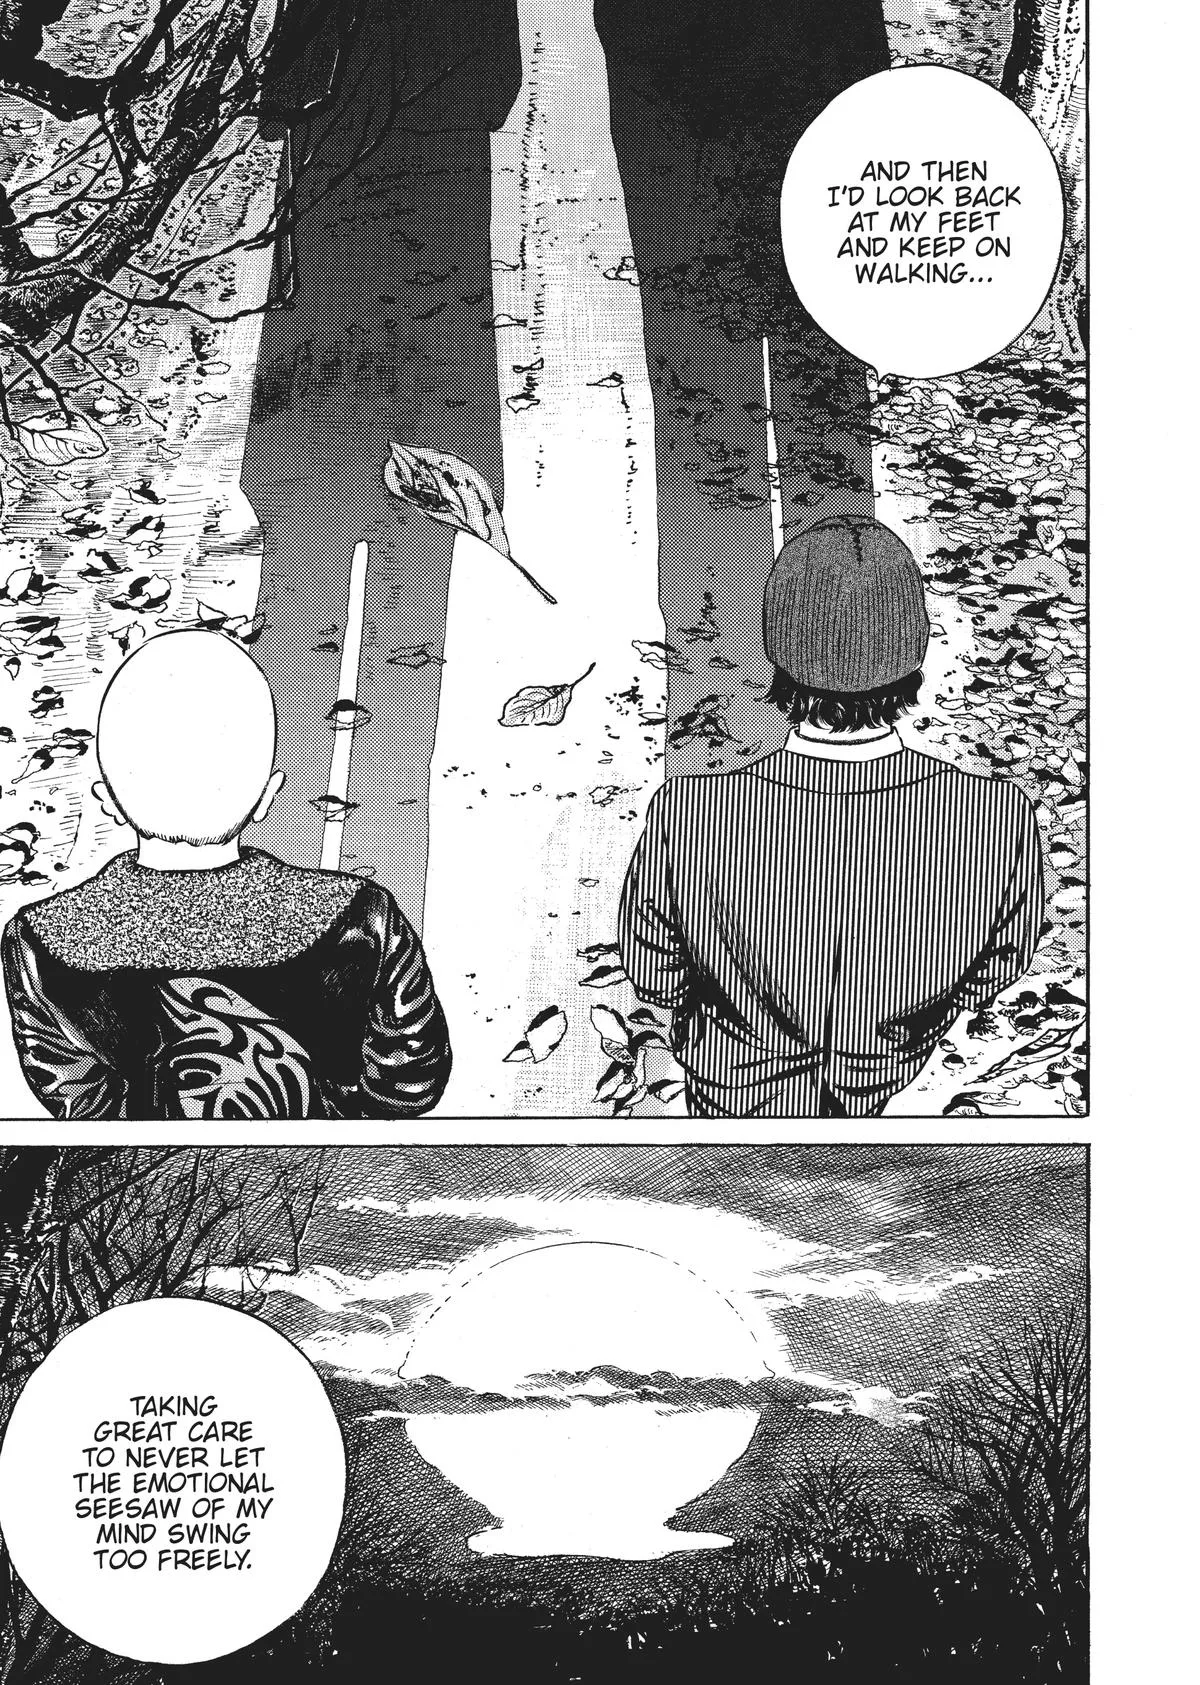 AND THEN
I'D LOOK BACK
AT MY FEET
AND KEEP ON
WALKING...
TAKING
GREAT CARE
TO NEVER LET
THE EMOTIONAL
SEESAW OF MY
MIND SWING
TOO FREELY.